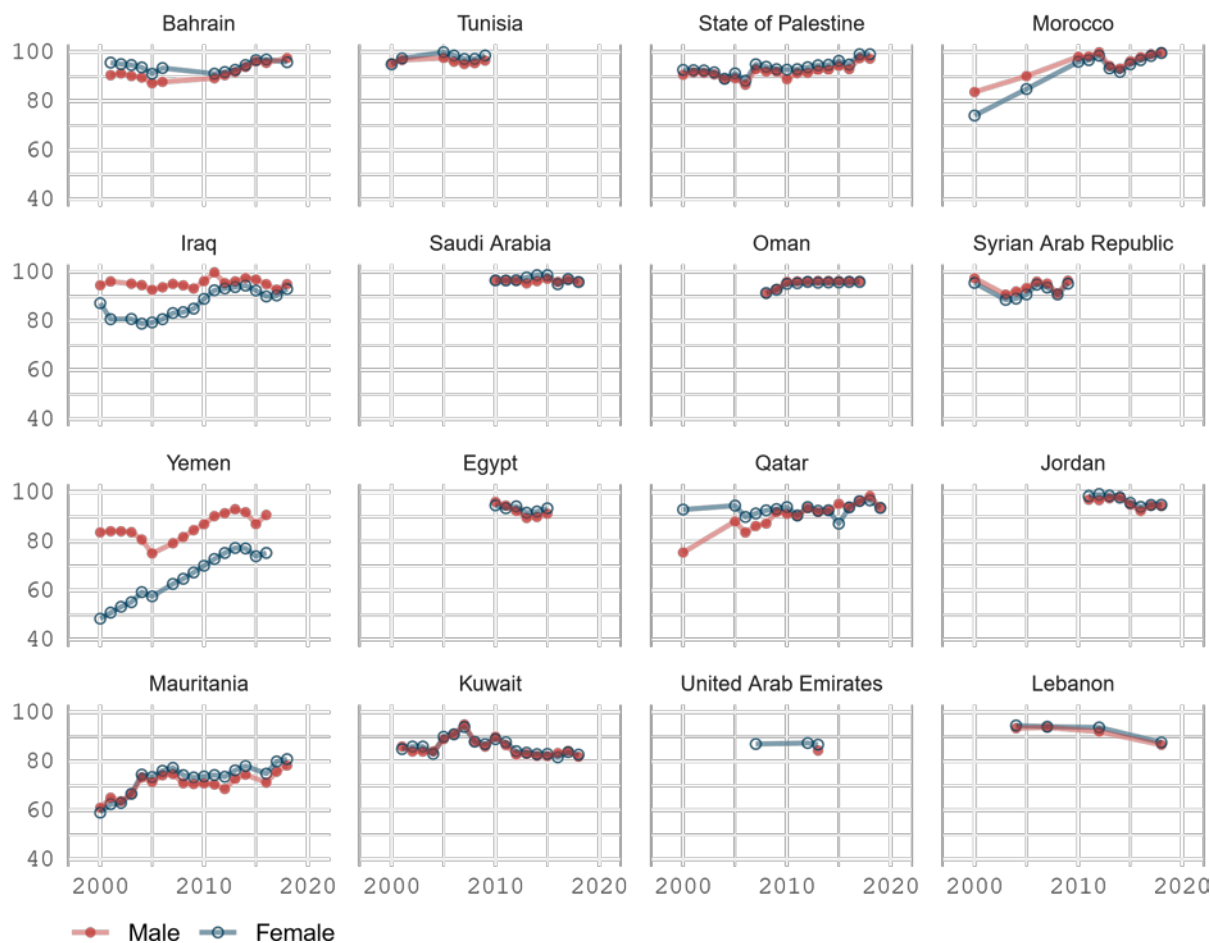 Bahrain Tunisia State of Palestine Morocco
100
80
60
40
Iraq Saudi Arabia Oman Syrian Arab Republic
100
80
60
40
Yemen Egypt Qatar Jordan
100
80
60
40
Mauritania Kuwait United Arab Emirates Lebanon
100
80
60
40
2000 2010 2020 2000 2010 2020 2000 2010 2020 2000 2010 2020
Male Female